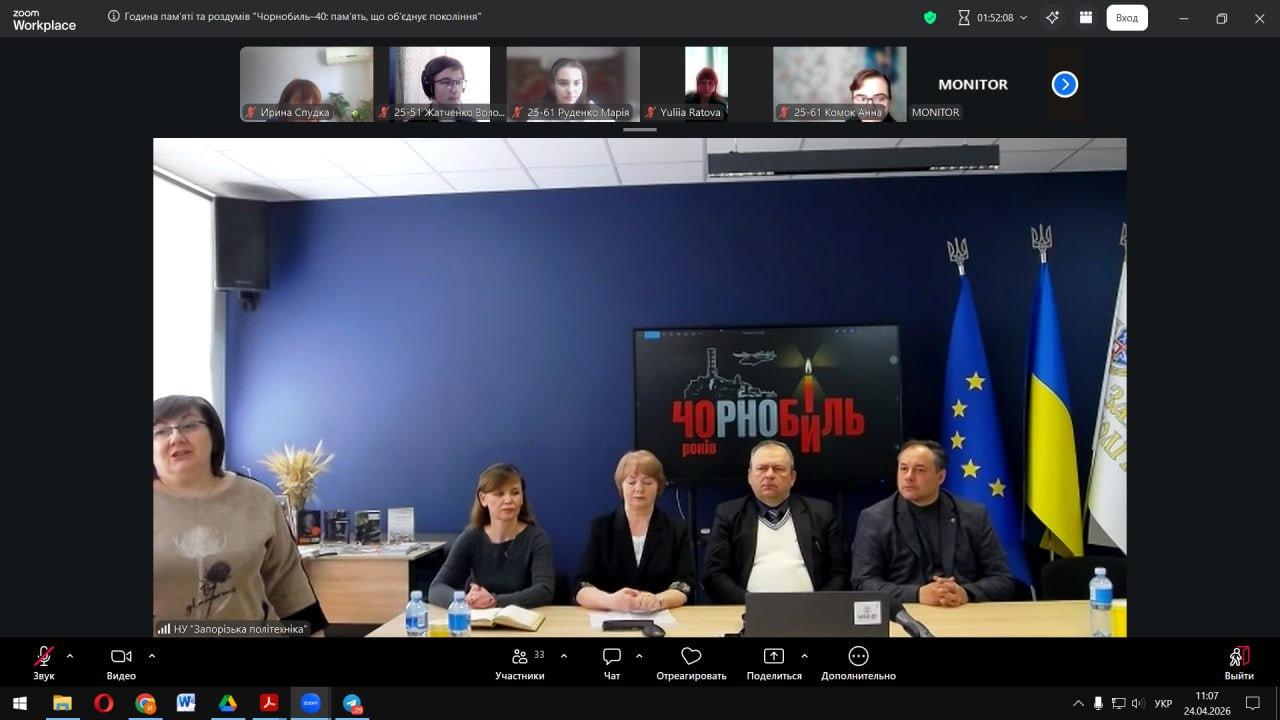 zoom
Workplace
Година пам'яті та роздумів "Чорнобиль–40: пам'ять, що об'єднує покоління"
01:52:08
Вход
Ирина Спудка
25-51 Жатченко Воло...
25-61 Руденко Марія
Yuliia Ratova
25-61 Комок Анна
MONITOR
MONITOR
ЧОРНОБИЛЬ
років
НУ "Запорізька політехніка"
Звук
Видео
33
Участники
Чат
Отреагировать
Поделиться
Дополнительно
Выйти
zoom
09
УКР
11:07
24.04.2026